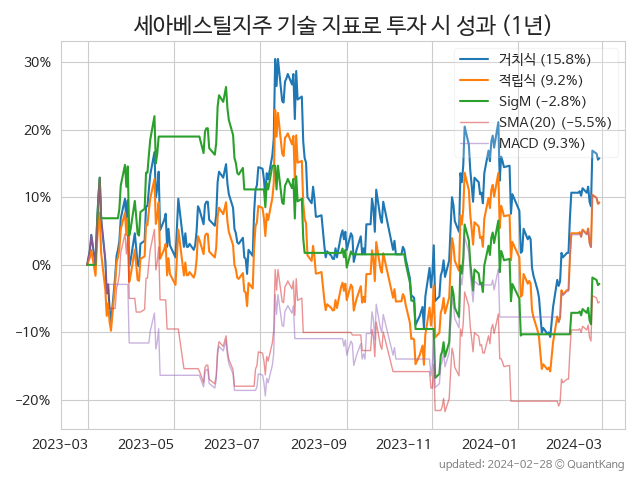 세아베스틸지주 기술 지표로 투자 시 성과 (1년)
거치식 (15.8%)
적립식 (9.2%)
SigM (−2.8%)
SMA(20) (−5.5%)
MACD (9.3%)
30%
20%
10%
0%
−10%
−20%
2023-03 2023-05 2023-07 2023-09 2023-11 2024-01 2024-03
updated: 2024-02-28 © QuantKang